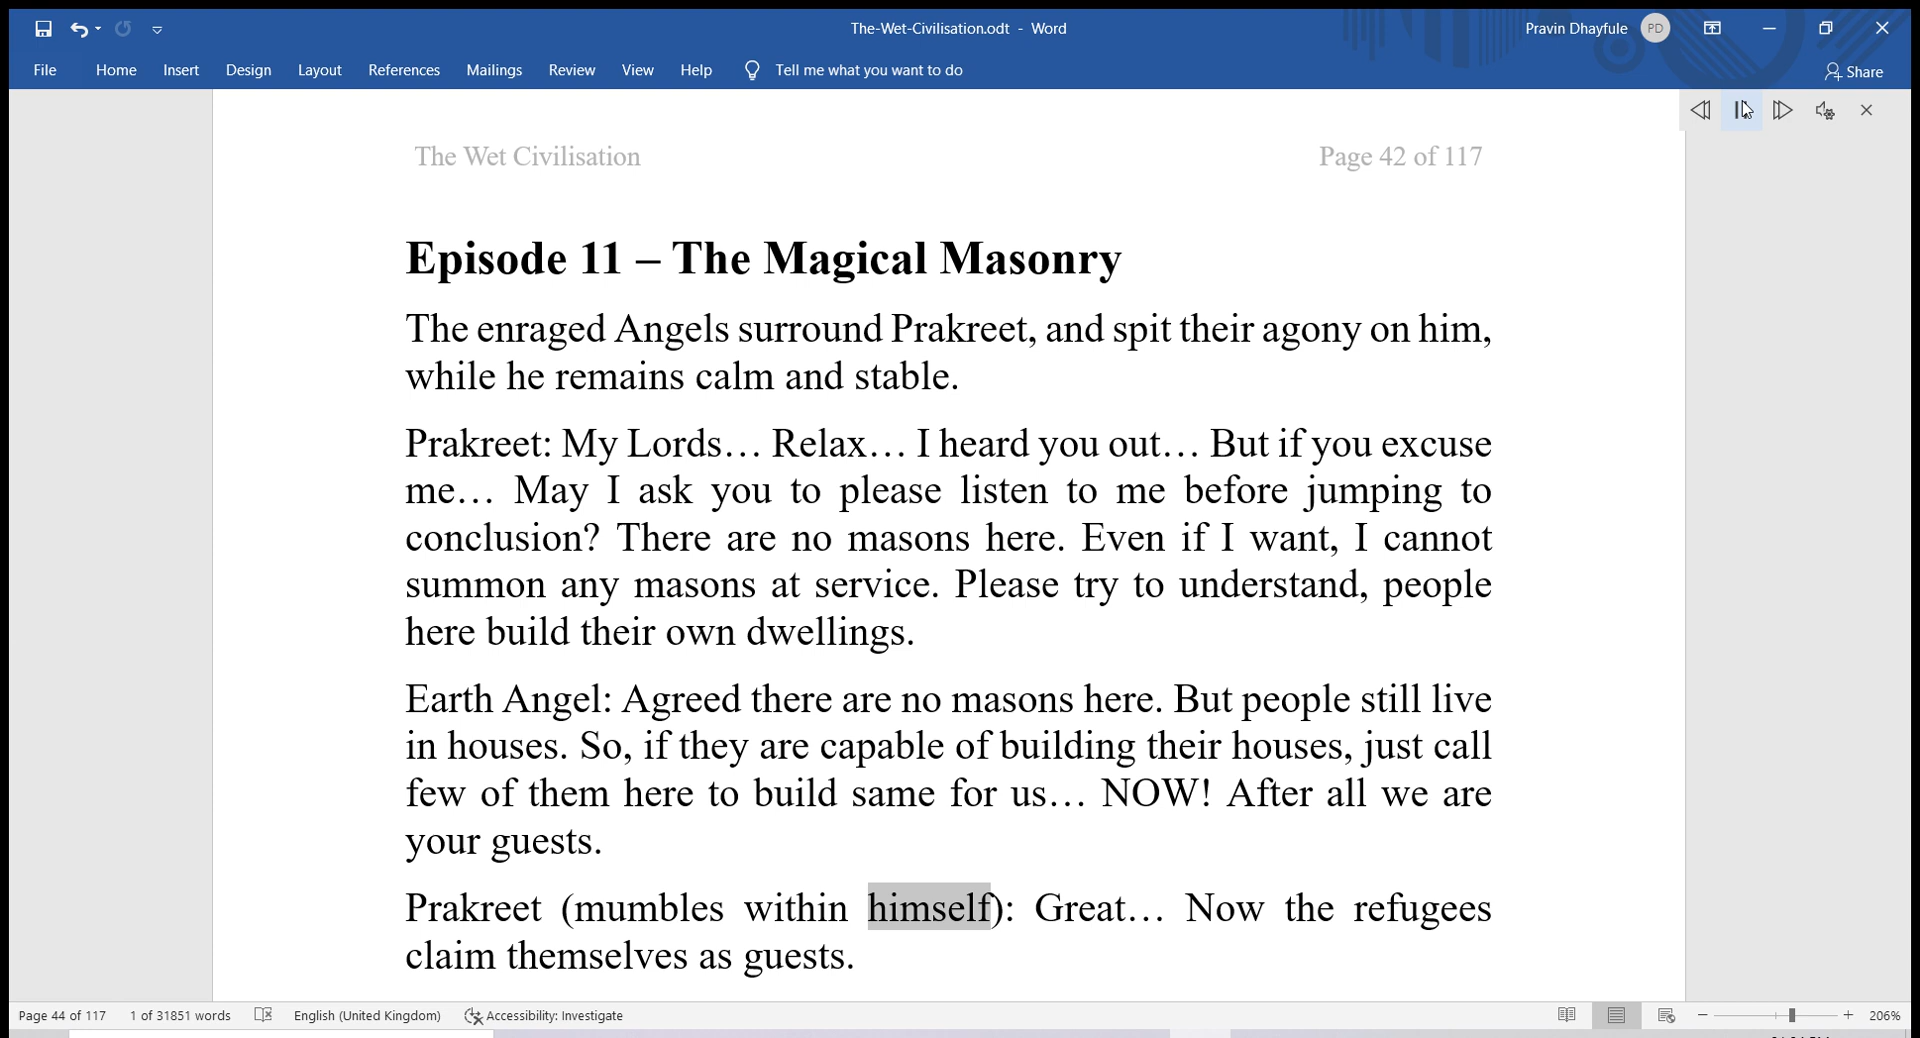 The-Wet-Civilisation.odt - Word
Pravin Dhayfule PD
File Home Insert Design Layout References Mailings Review View Help Tell me what you want to do Share
The Wet Civilisation Page 42 of 117
Episode 11 – The Magical Masonry
The enraged Angels surround Prakreet, and spit their agony on him,
while he remains calm and stable.
Prakreet: My Lords… Relax… I heard you out… But if you excuse
me… May I ask you to please listen to me before jumping to
conclusion? There are no masons here. Even if I want, I cannot
summon any masons at service. Please try to understand, people
here build their own dwellings.
Earth Angel: Agreed there are no masons here. But people still live
in houses. So, if they are capable of building their houses, just call
few of them here to build same for us… NOW! After all we are
your guests.
Prakreet (mumbles within himself): Great… Now the refugees
claim themselves as guests.
Page 44 of 117 1 of 31851 words English (United Kingdom) Accessibility: Investigate 206%